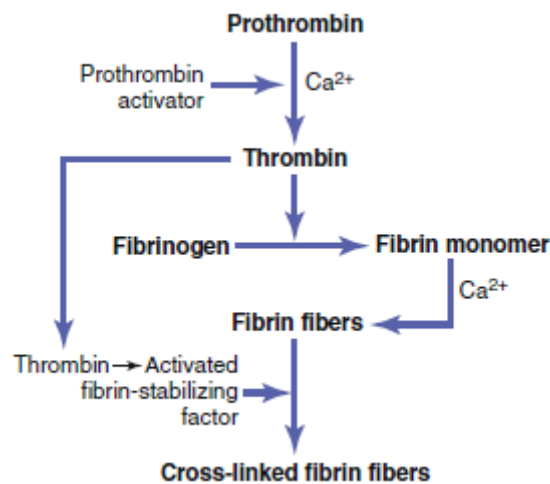 Prothrombin
Prothrombin
activator
Ca²⁺
Thrombin
Fibrinogen
Fibrin monomer
Ca²⁺
Fibrin fibers
Thrombin → Activated
fibrin-stabilizing
factor
Cross-linked fibrin fibers